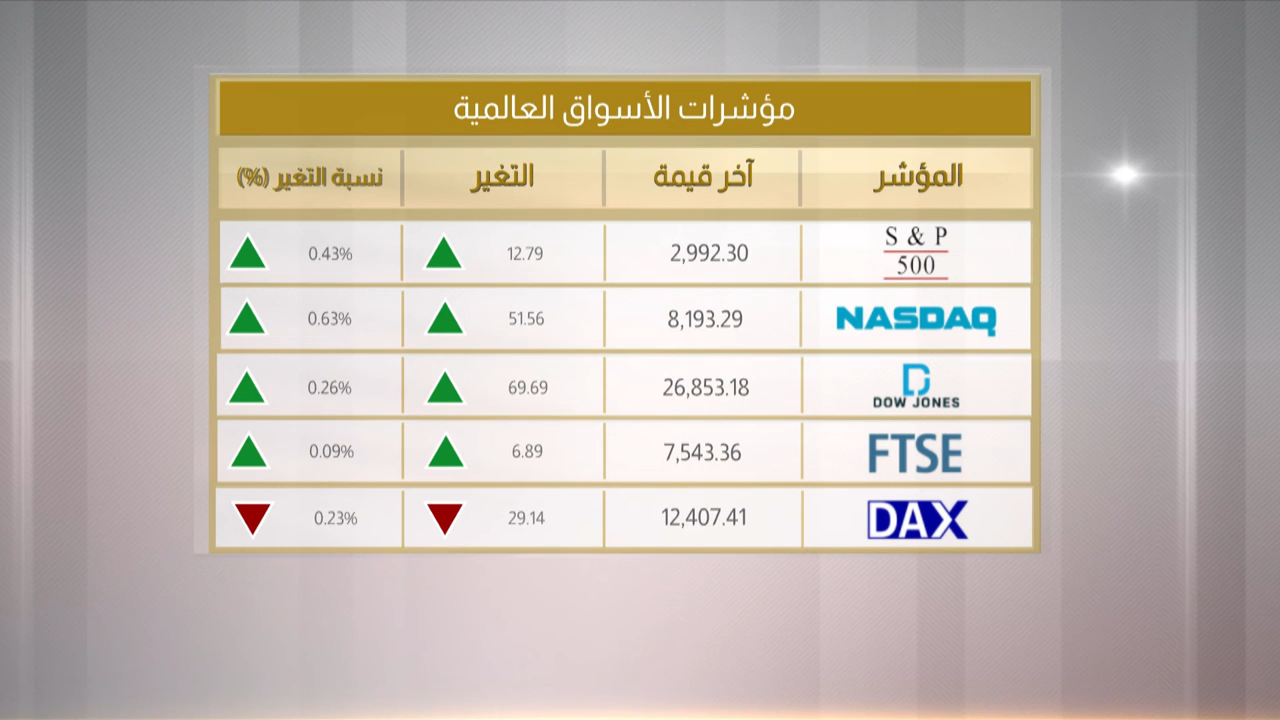 مؤشرات الأسواق العالمية
المؤشر آخر قيمة التغير نسبة التغير (%)
S & P 500 2,992.30 12.79 0.43%
NASDAQ 8,193.29 51.56 0.63%
DOW JONES 26,853.18 69.69 0.26%
FTSE 7,543.36 6.89 0.09%
DAX 12,407.41 29.14 0.23%